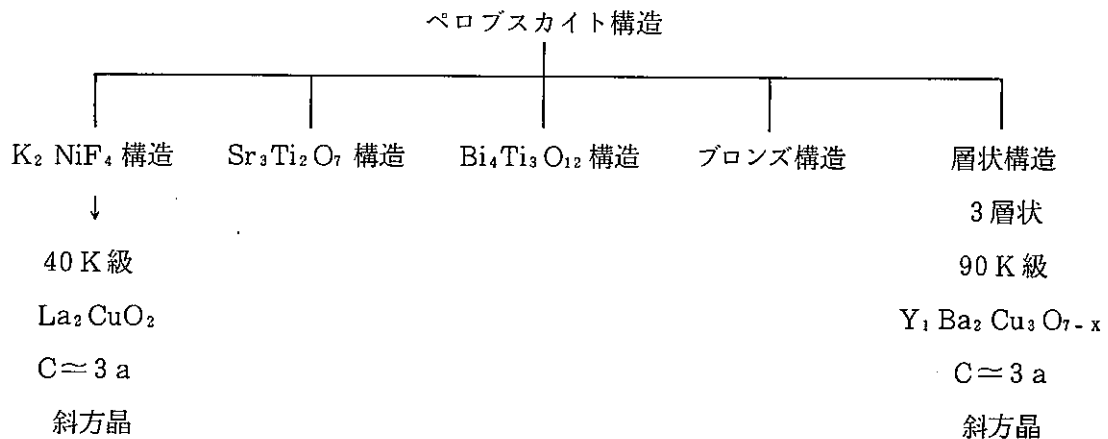 ペロブスカイト構造
K₂ NiF₄ 構造 Sr₃Ti₂O₇ 構造 Bi₄Ti₃O₁₂ 構造 ブロンズ構造 層状構造
↓ 3層状
40 K 級 90 K 級
La₂ CuO₂ Y₁ Ba₂ Cu₃ O₇₋ₓ
C≃3 a C≃3 a
斜方晶 斜方晶